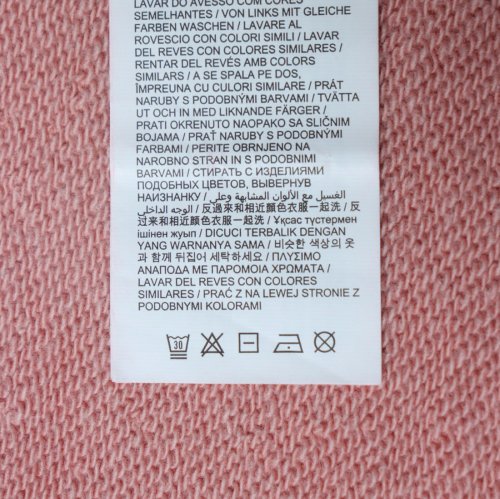 LAVAR DO AVESSO COM CORES
SEMELHANTES / VON LINKS MIT GLEICHE
FARBEN WASCHEN / LAVARE AL
ROVESCIO CON COLORI SIMILI / LAVAR
DEL REVES CON COLORES SIMILARES /
RENTAR DEL REVÉS AMB COLORS
SIMILARS / A SE SPALA PE DOS,
ÎMPREUNA CU CULORI SIMILARE / PRÁT
NARUBY S PODOBNÝMI BARVAMI / TVÄTTA
UT OCH IN MED LIKNANDE FÄRGER /
PRATI OKRENUTO NAOPAKO SA SLIČNIM
BOJAMA / PRAŤ NARUBY S PODOBNÝMI
FARBAMI / PERITE OBRNJENO NA
NAROBNO STRAN IN S PODOBNIMI
BARVAMI / СТИРАТЬ С ИЗДЕЛИЯМИ
ПОДОБНЫХ ЦВЕТОВ, ВЫВЕРНУВ
НАИЗНАНКУ / الغسيل مع الألوان المشابهة وعلى
الوجه الداخلي / 反過來和相近顏色衣服一起洗 / 反
过来和相近颜色衣服一起洗 / Ұқсас түстермен
ішінен жуып / DICUCI TERBALIK DENGAN
YANG WARNANYA SAMA / 비슷한 색상의 옷
과 함께 뒤집어 세탁하세요 / ΠΛΥΣΙΜΟ
ΑΝΑΠΟΔΑ ΜΕ ΠΑΡΟΜΟΙΑ ΧΡΩΜΑΤΑ /
LAVAR DEL REVES CON COLORES
SIMILARES / PRAĆ NA LEWEJ STRONIE Z
PODOBNYMI KOLORAMI
30